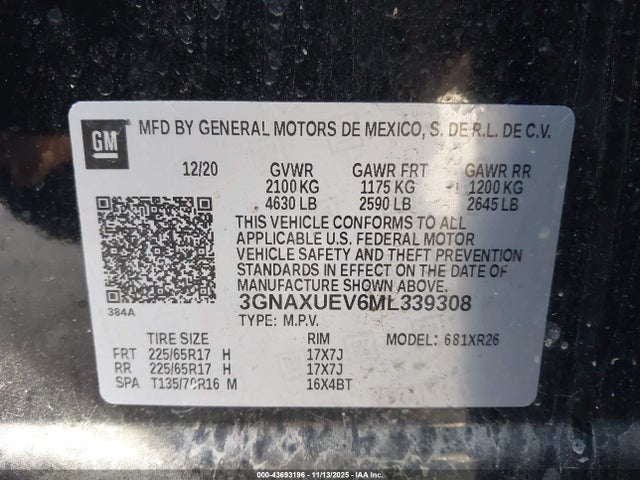 GM
MFD BY GENERAL MOTORS DE MEXICO, S. DE R.L. DE C.V.
12/20 GVWR GAWR FRT GAWR RR
2100 KG 1175 KG 1200 KG
4630 LB 2590 LB 2645 LB
THIS VEHICLE CONFORMS TO ALL
APPLICABLE U.S. FEDERAL MOTOR
VEHICLE SAFETY AND THEFT PREVENTION
STANDARDS IN EFFECT ON THE DATE OF
MANUFACTURE SHOWN ABOVE.
3GNAXUEV6ML339308
384A
TYPE: M.P.V.
TIRE SIZE RIM MODEL: 681XR26
FRT 225/65R17 H 17X7J
RR 225/65R17 H 17X7J
SPA T135/70R16 M 16X4BT
000-43693196 - 11/13/2025 - IAA Inc.